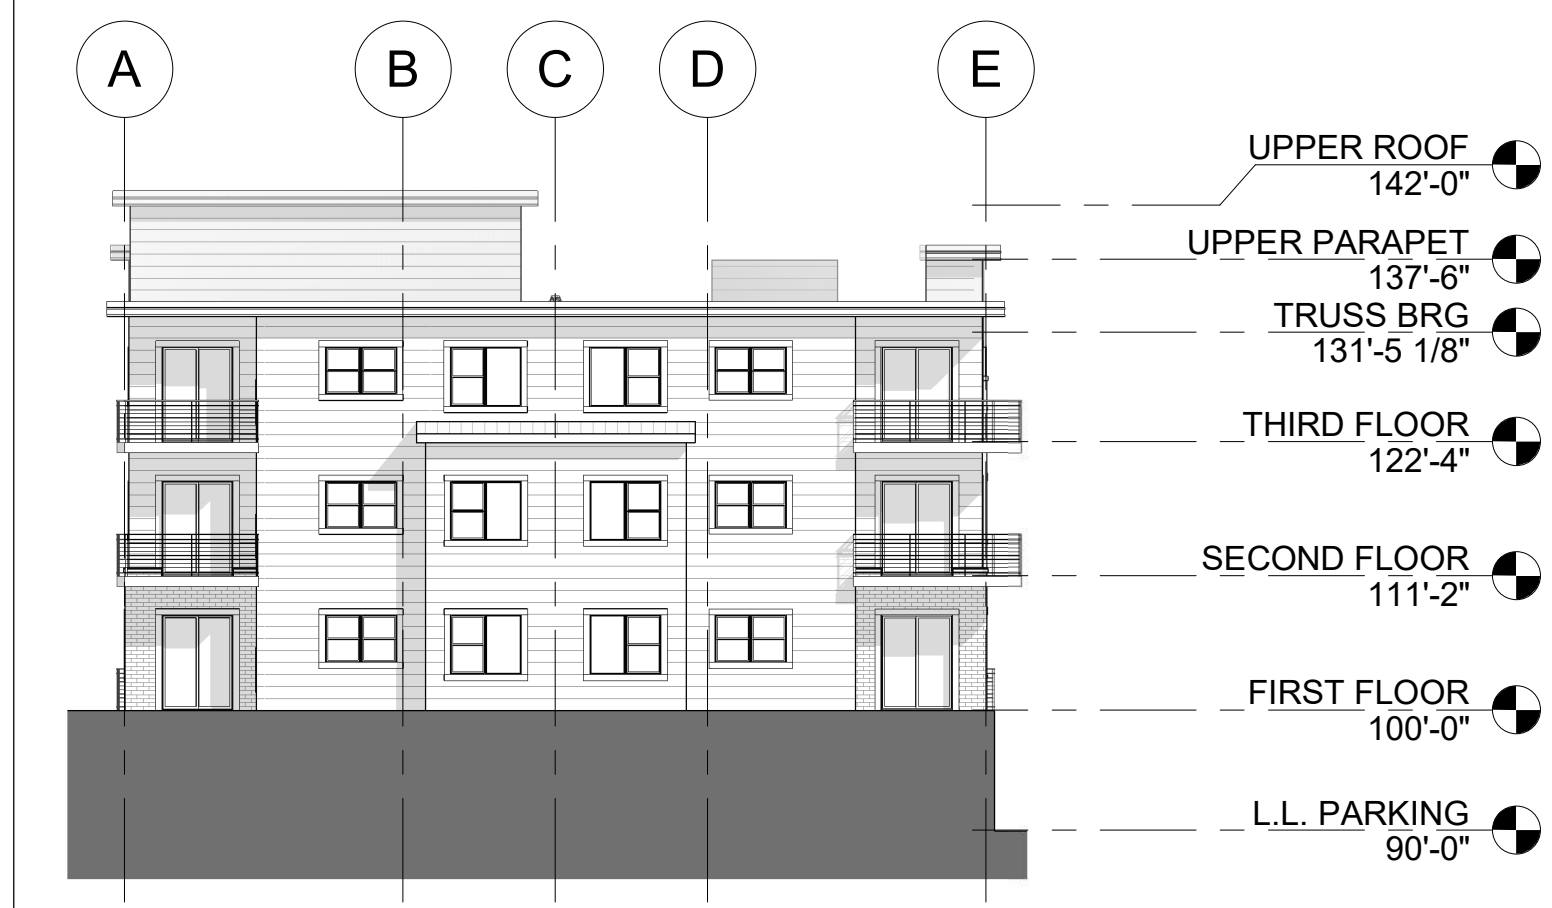 A
B
C
D
E
UPPER ROOF
142'-0"
UPPER PARAPET
137'-6"
TRUSS BRG
131'-5 1/8"
THIRD FLOOR
122'-4"
SECOND FLOOR
111'-2"
FIRST FLOOR
100'-0"
L.L. PARKING
90'-0"